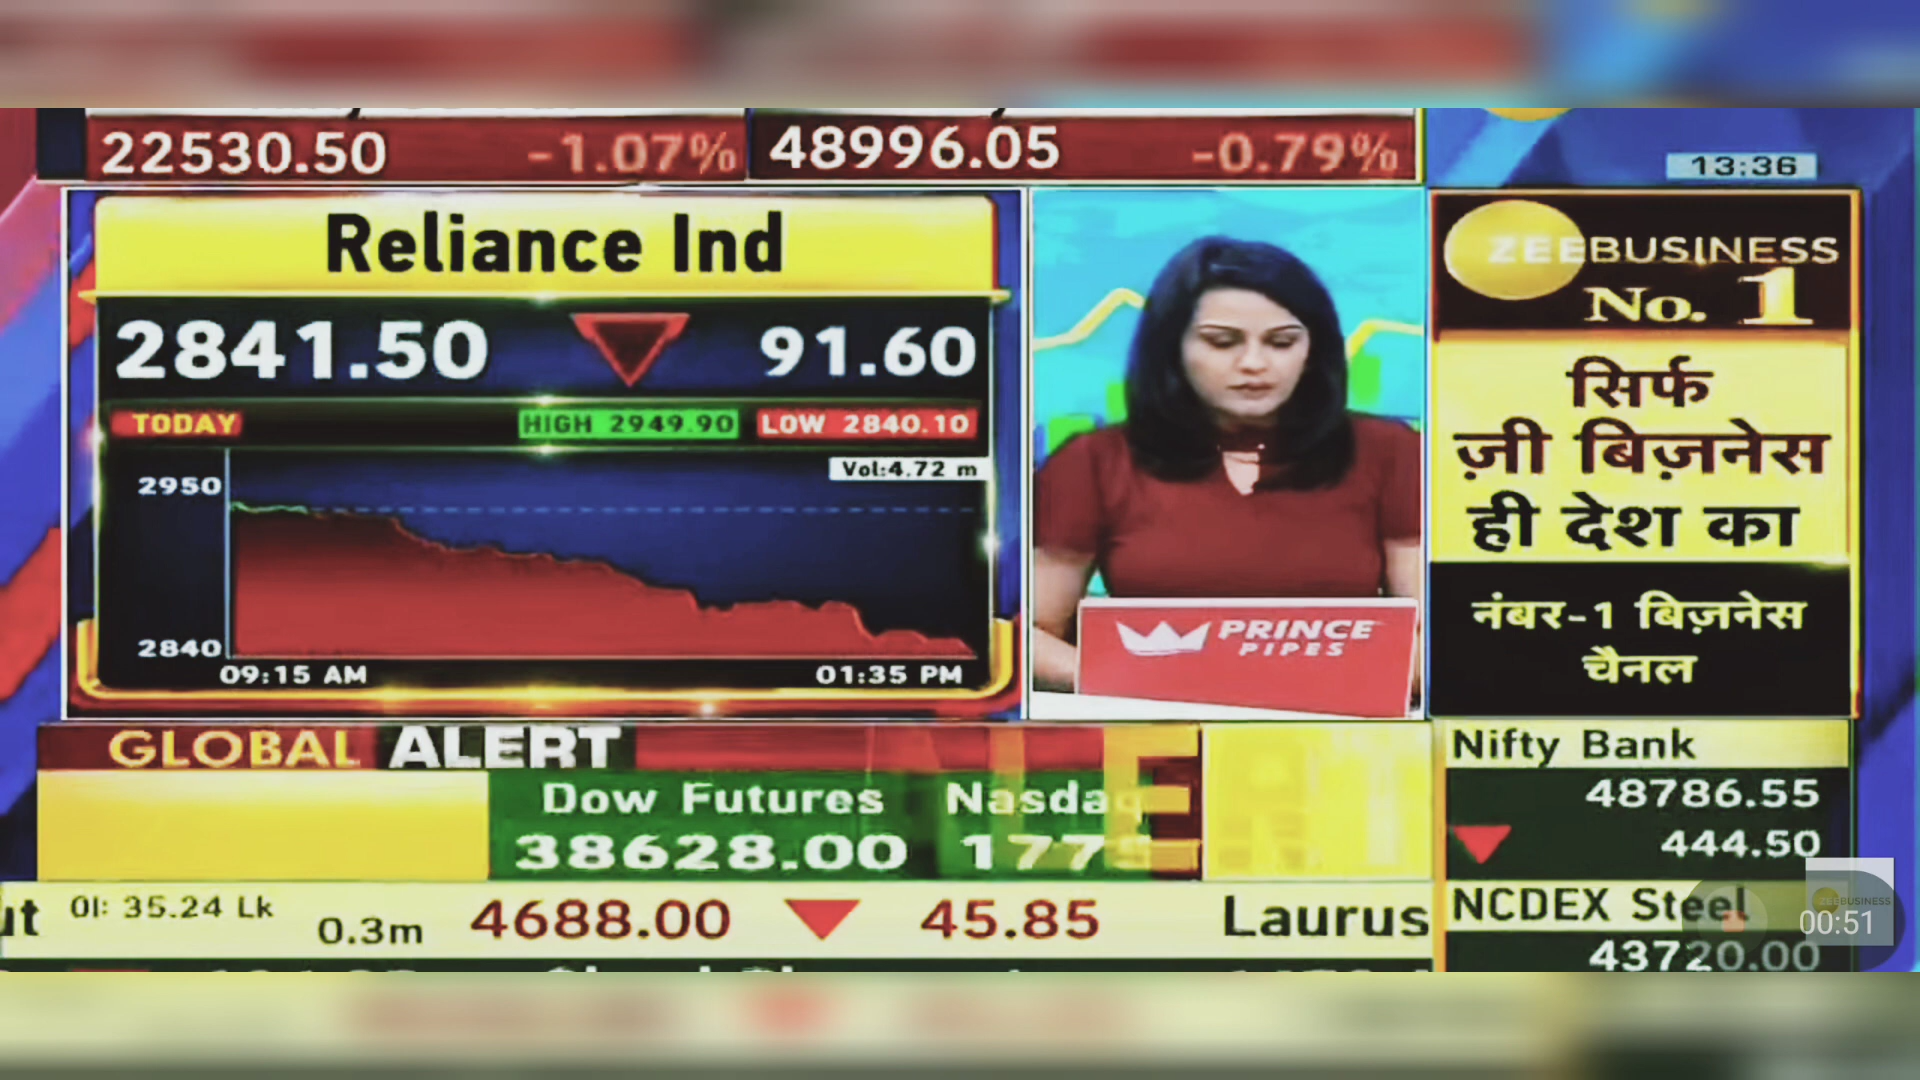 22530.50 -1.07% 48996.05 -0.79%
13:36
Reliance Ind
2841.50 91.60
TODAY HIGH 2949.90 LOW 2840.10
Vol:4.72 m
2950
2840
09:15 AM 01:35 PM
PRINCE
PIPES
ZEEBUSINESS
No. 1
सिर्फ
ज़ी बिज़नेस
ही देश का
नंबर-1 बिज़नेस
चैनल
GLOBAL ALERT
Dow Futures
38628.00
Nifty Bank
48786.55
444.50
NCDEX Steel
43720.00
OI: 35.24 Lk 0.3m 4688.00 45.85 Laurus
ZEEBUSINESS
00:51